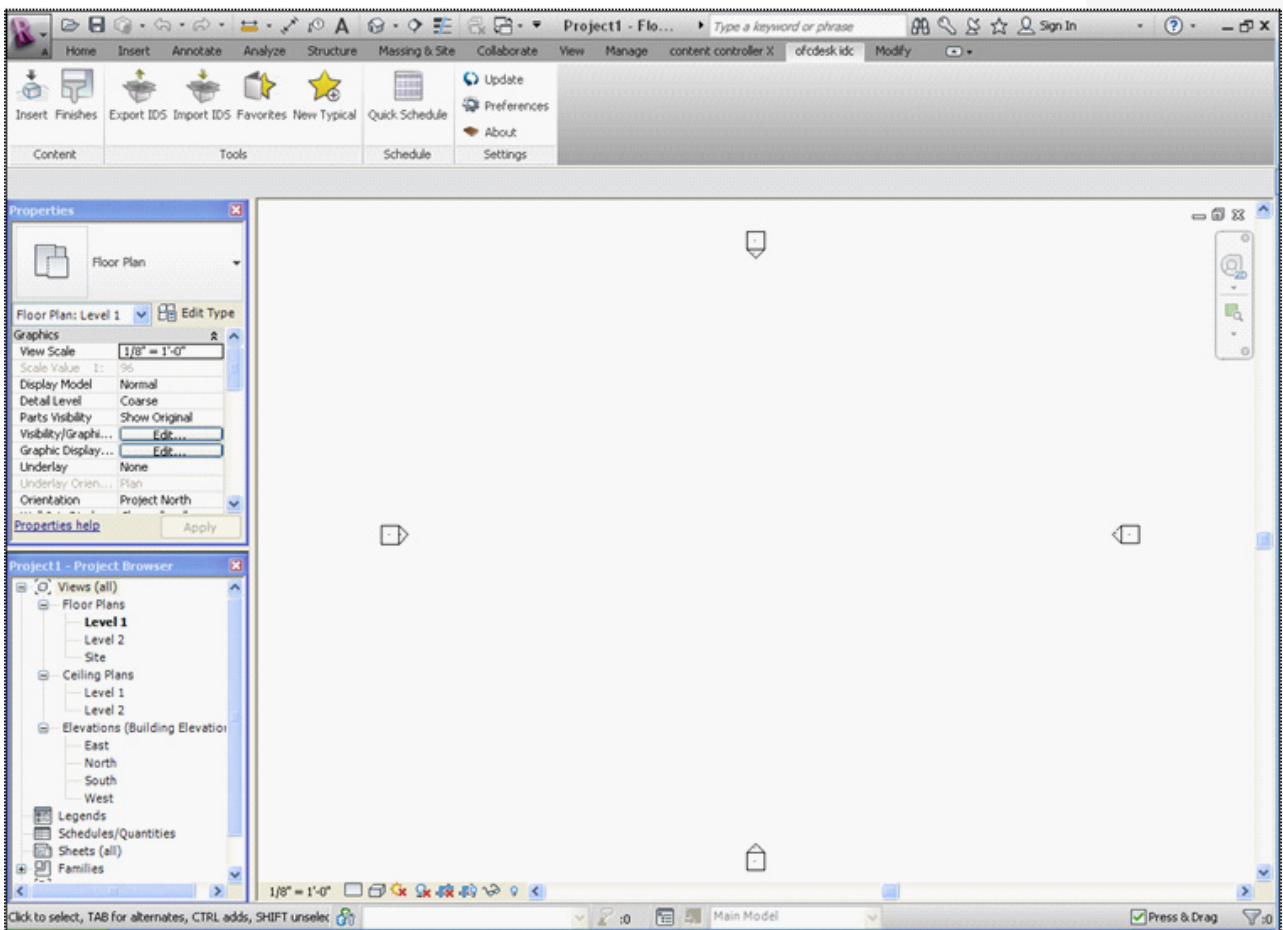 Project1 - Flo... Type a keyword or phrase Sign In
Home Insert Annotate Analyze Structure Massing & Site Collaborate View Manage content controller X ofcdesk idc Modify
Update
Preferences
Insert Finishes Export IDS Import IDS Favorites New Typical Quick Schedule
About
Content Tools Schedule Settings
Properties
Floor Plan
Floor Plan: Level 1 Edit Type
Graphics
View Scale 1/8" = 1'-0"
Scale Value 1: 96
Display Model Normal
Detail Level Coarse
Parts Visibility Show Original
Visibility/Graphi... Edit...
Graphic Display... Edit...
Underlay None
Underlay Orien... Plan
Orientation Project North
Properties help Apply
2D
Project1 - Project Browser
Views (all)
Floor Plans
Level 1
Level 2
Site
Ceiling Plans
Level 1
Level 2
Elevations (Building Elevatio
East
North
South
West
Legends
Schedules/Quantities
Sheets (all)
Families
1/8" = 1'-0"
Click to select, TAB for alternates, CTRL adds, SHIFT unselec :0 Main Model Press & Drag :0